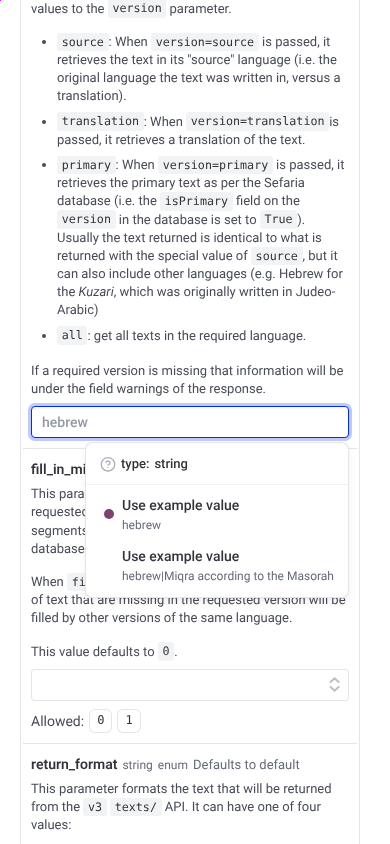 values to the version parameter.
• source : When version=source is passed, it
retrieves the text in its "source" language (i.e. the
original language the text was written in, versus a
translation).
• translation : When version=translation is
passed, it retrieves a translation of the text.
• primary : When version=primary is passed, it
retrieves the primary text as per the Sefaria
database (i.e. the isPrimary field on the
version in the database is set to True ).
Usually the text returned is identical to what is
returned with the special value of source , but it
can also include other languages (e.g. Hebrew for
the Kuzari, which was originally written in Judeo-
Arabic)
• all : get all texts in the required language.
If a required version is missing that information will be
under the field warnings of the response.
hebrew
type: string
fill_in_mi
This para
Use example value
requested
hebrew
segments
database
Use example value
hebrew|Miqra according to the Masorah
When fi
of text that are missing in the requested version will be
filled by other versions of the same language.
This value defaults to 0 .
Allowed: 0 1
return_format string enum Defaults to default
This parameter formats the text that will be returned
from the v3 texts/ API. It can have one of four
values: